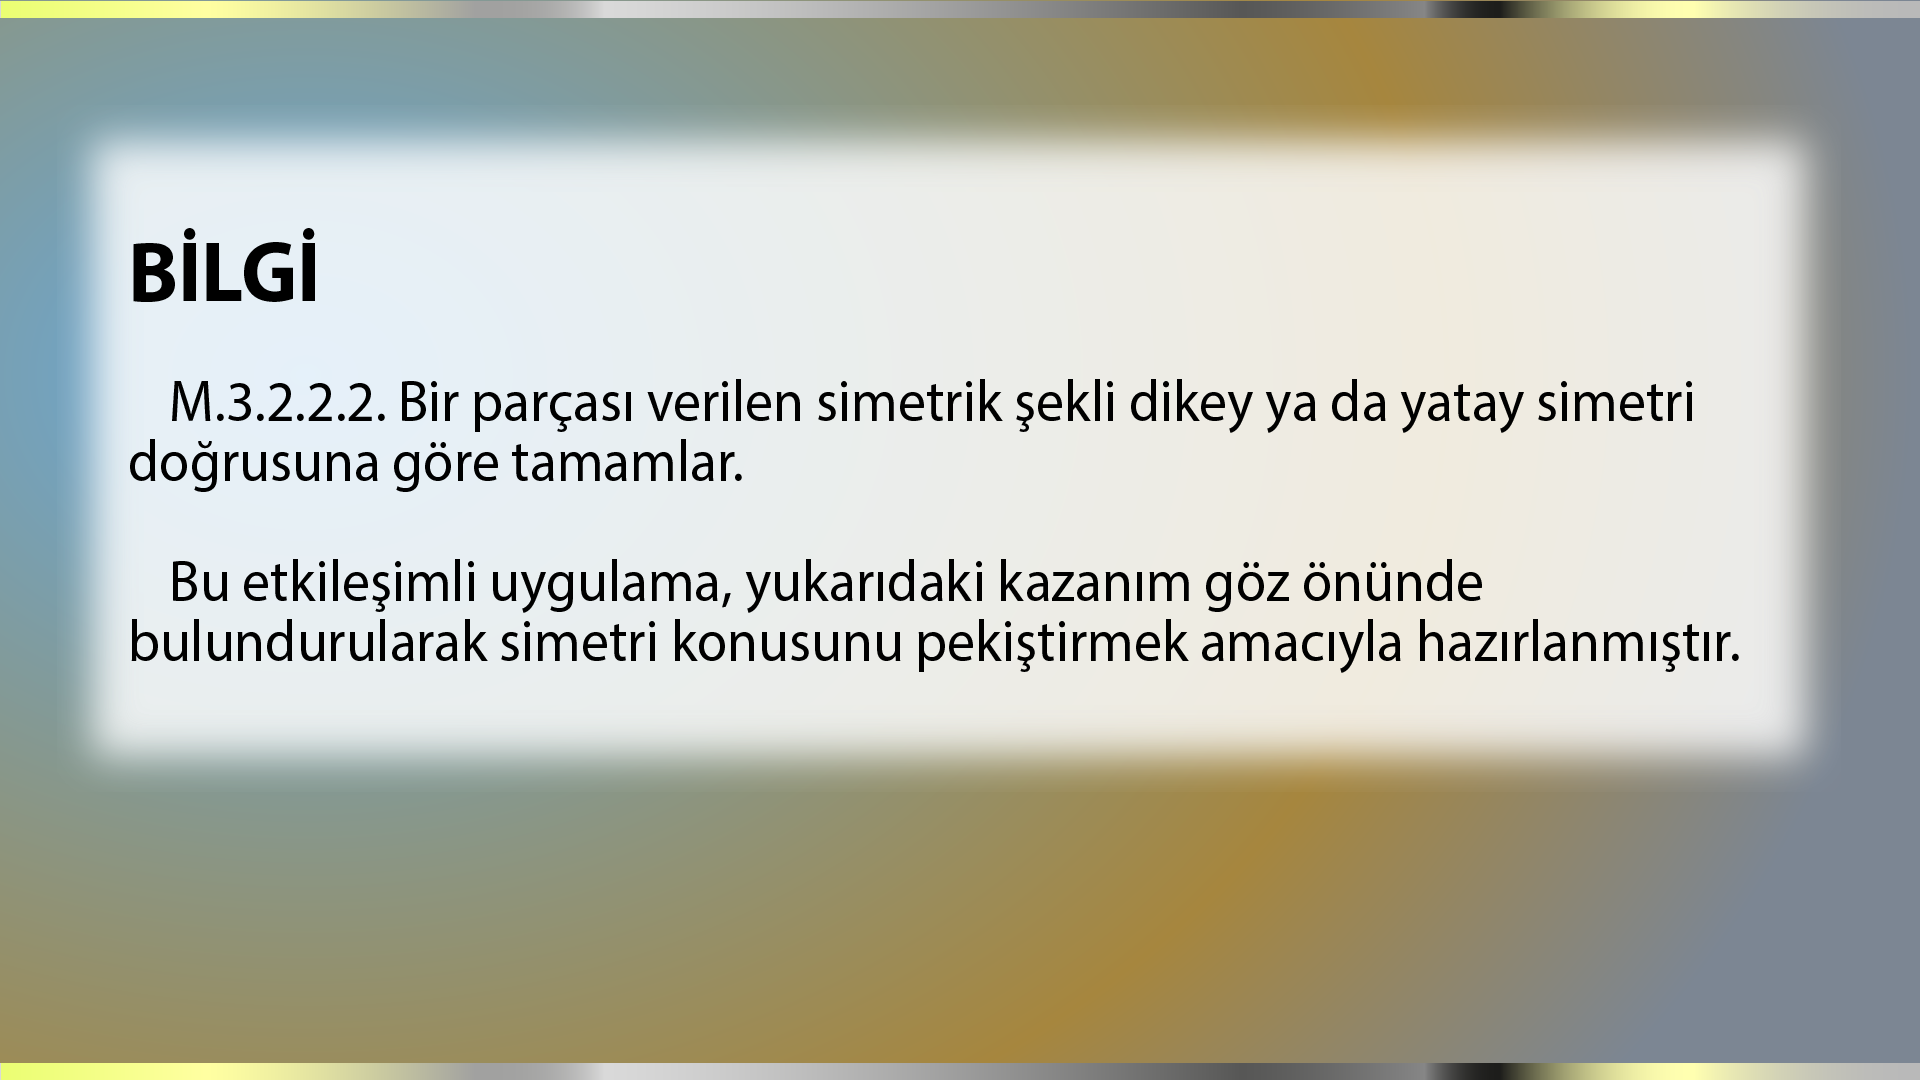 BİLGİ
M.3.2.2.2. Bir parçası verilen simetrik şekli dikey ya da yatay simetri
doğrusuna göre tamamlar.
Bu etkileşimli uygulama, yukarıdaki kazanım göz önünde
bulundurularak simetri konusunu pekiştirmek amacıyla hazırlanmıştır.